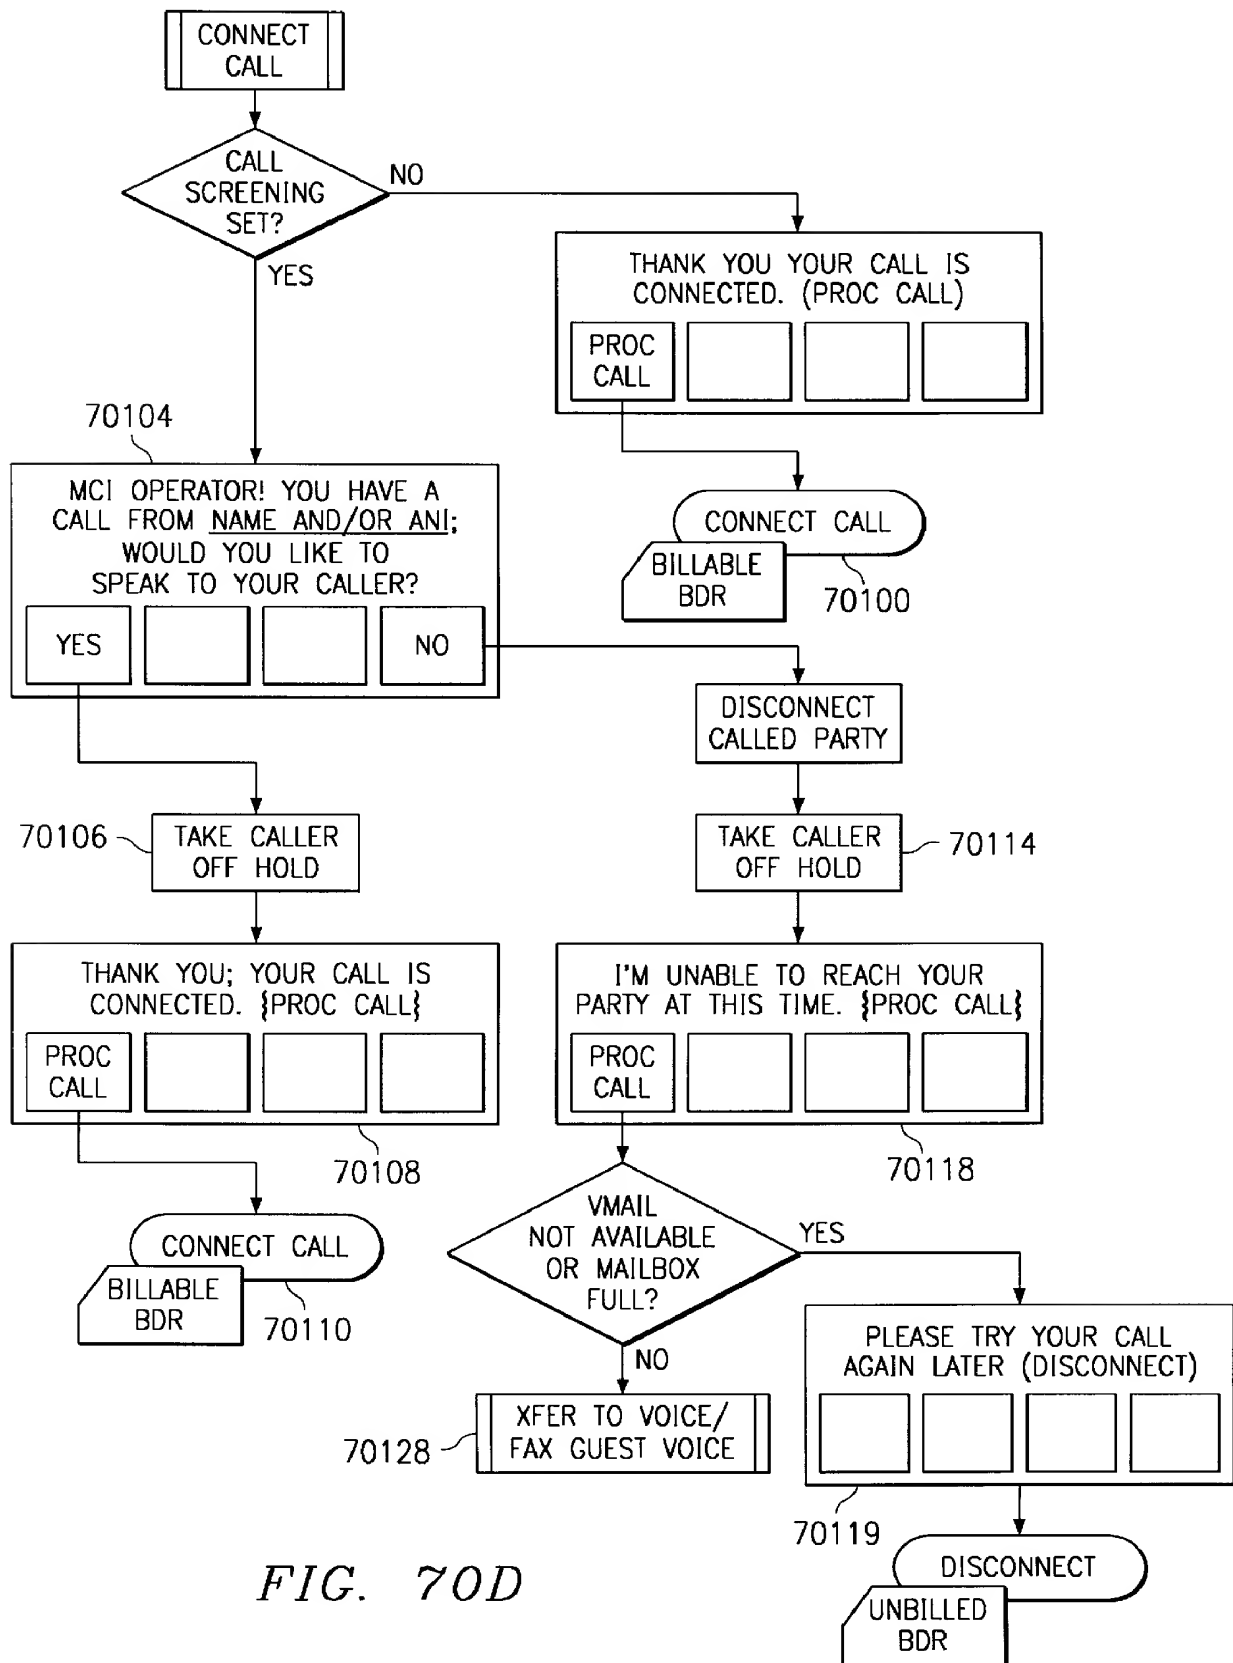 CONNECT
CALL
CALL
SCREENING
SET?
NO
YES
THANK YOU YOUR CALL IS
CONNECTED. (PROC CALL)
PROC
CALL
CONNECT CALL
BILLABLE
BDR
70100
70104
MCI OPERATOR! YOU HAVE A
CALL FROM NAME AND/OR ANI;
WOULD YOU LIKE TO
SPEAK TO YOUR CALLER?
YES
NO
DISCONNECT
CALLED PARTY
70106
TAKE CALLER
OFF HOLD
TAKE CALLER
OFF HOLD
70114
THANK YOU; YOUR CALL IS
CONNECTED. {PROC CALL}
PROC
CALL
70108
CONNECT CALL
BILLABLE
BDR
70110
I'M UNABLE TO REACH YOUR
PARTY AT THIS TIME. {PROC CALL}
PROC
CALL
70118
VMAIL
NOT AVAILABLE
OR MAILBOX
FULL?
YES
NO
XFER TO VOICE/
FAX GUEST VOICE
70128
PLEASE TRY YOUR CALL
AGAIN LATER (DISCONNECT)
70119
DISCONNECT
UNBILLED
BDR
FIG. 70D